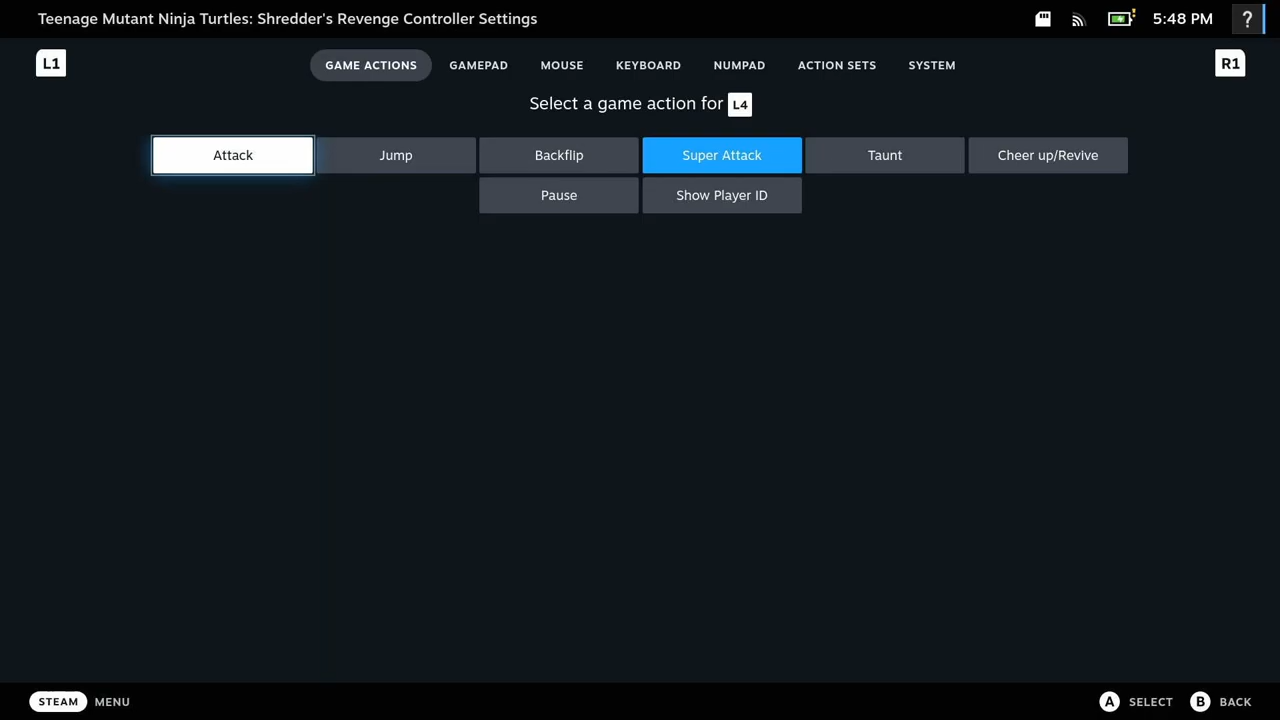 Teenage Mutant Ninja Turtles: Shredder's Revenge Controller Settings 5:48 PM ?
L1 GAME ACTIONS GAMEPAD MOUSE KEYBOARD NUMPAD ACTION SETS SYSTEM R1
Select a game action for L4
Attack Jump Backflip Super Attack Taunt Cheer up/Revive
Pause Show Player ID
STEAM MENU A SELECT B BACK